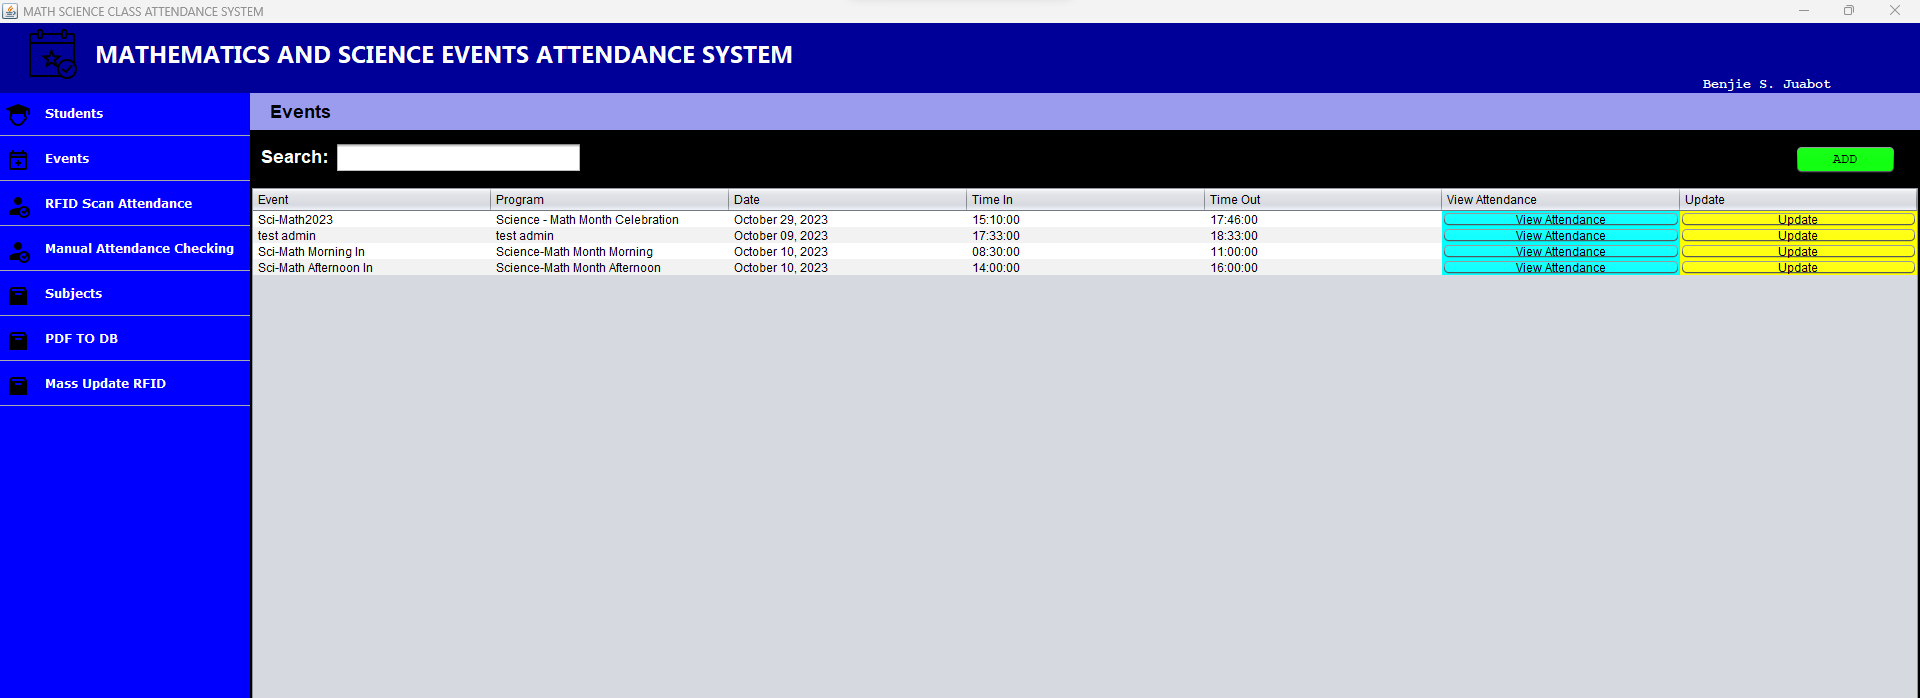 MATH SCIENCE CLASS ATTENDANCE SYSTEM
MATHEMATICS AND SCIENCE EVENTS ATTENDANCE SYSTEM
Benjie S. Juabot
Students
Events
RFID Scan Attendance
Manual Attendance Checking
Subjects
PDF TO DB
Mass Update RFID
Events
Search:
ADD
Event Program Date Time In Time Out View Attendance Update
Sci-Math2023 Science - Math Month Celebration October 29, 2023 15:10:00 17:46:00 View Attendance Update
test admin test admin October 09, 2023 17:33:00 18:33:00 View Attendance Update
Sci-Math Morning In Science-Math Month Morning October 10, 2023 08:30:00 11:00:00 View Attendance Update
Sci-Math Afternoon In Science-Math Month Afternoon October 10, 2023 14:00:00 16:00:00 View Attendance Update